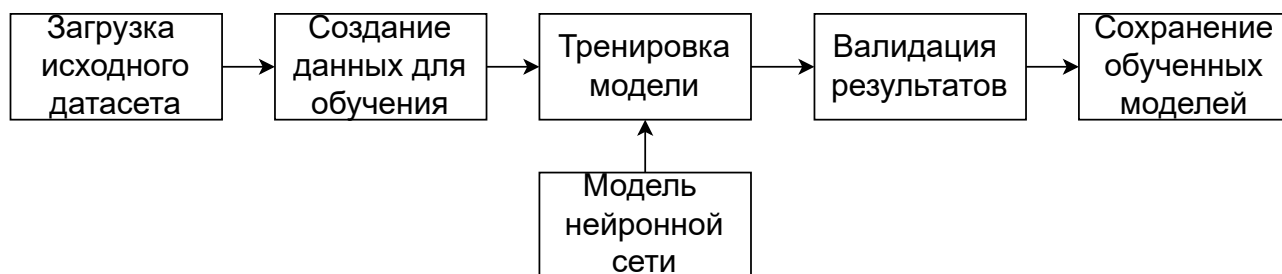 Загрузка
исходного
датасета
Создание
данных для
обучения
Тренировка
модели
Валидация
результатов
Сохранение
обученных
моделей
Модель
нейронной
сети